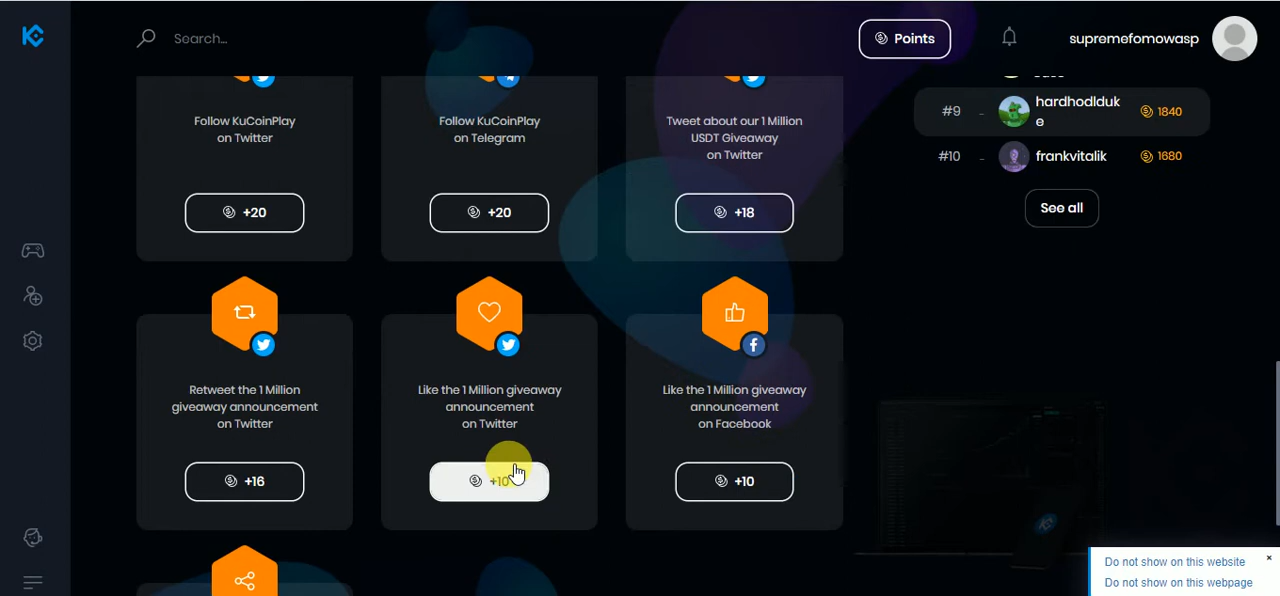 Search...
Points
supremefomowasp
Follow KuCoinPlay
on Twitter
+20
Follow KuCoinPlay
on Telegram
+20
Tweet about our 1 Million
USDT Giveaway
on Twitter
+18
Retweet the 1 Million
giveaway announcement
on Twitter
+16
Like the 1 Million giveaway
announcement
on Twitter
+10
Like the 1 Million giveaway
announcement
on Facebook
+10
#9
-
hardhodlduk
e
1840
#10
-
frankvitalik
1680
See all
Do not show on this website
Do not show on this webpage